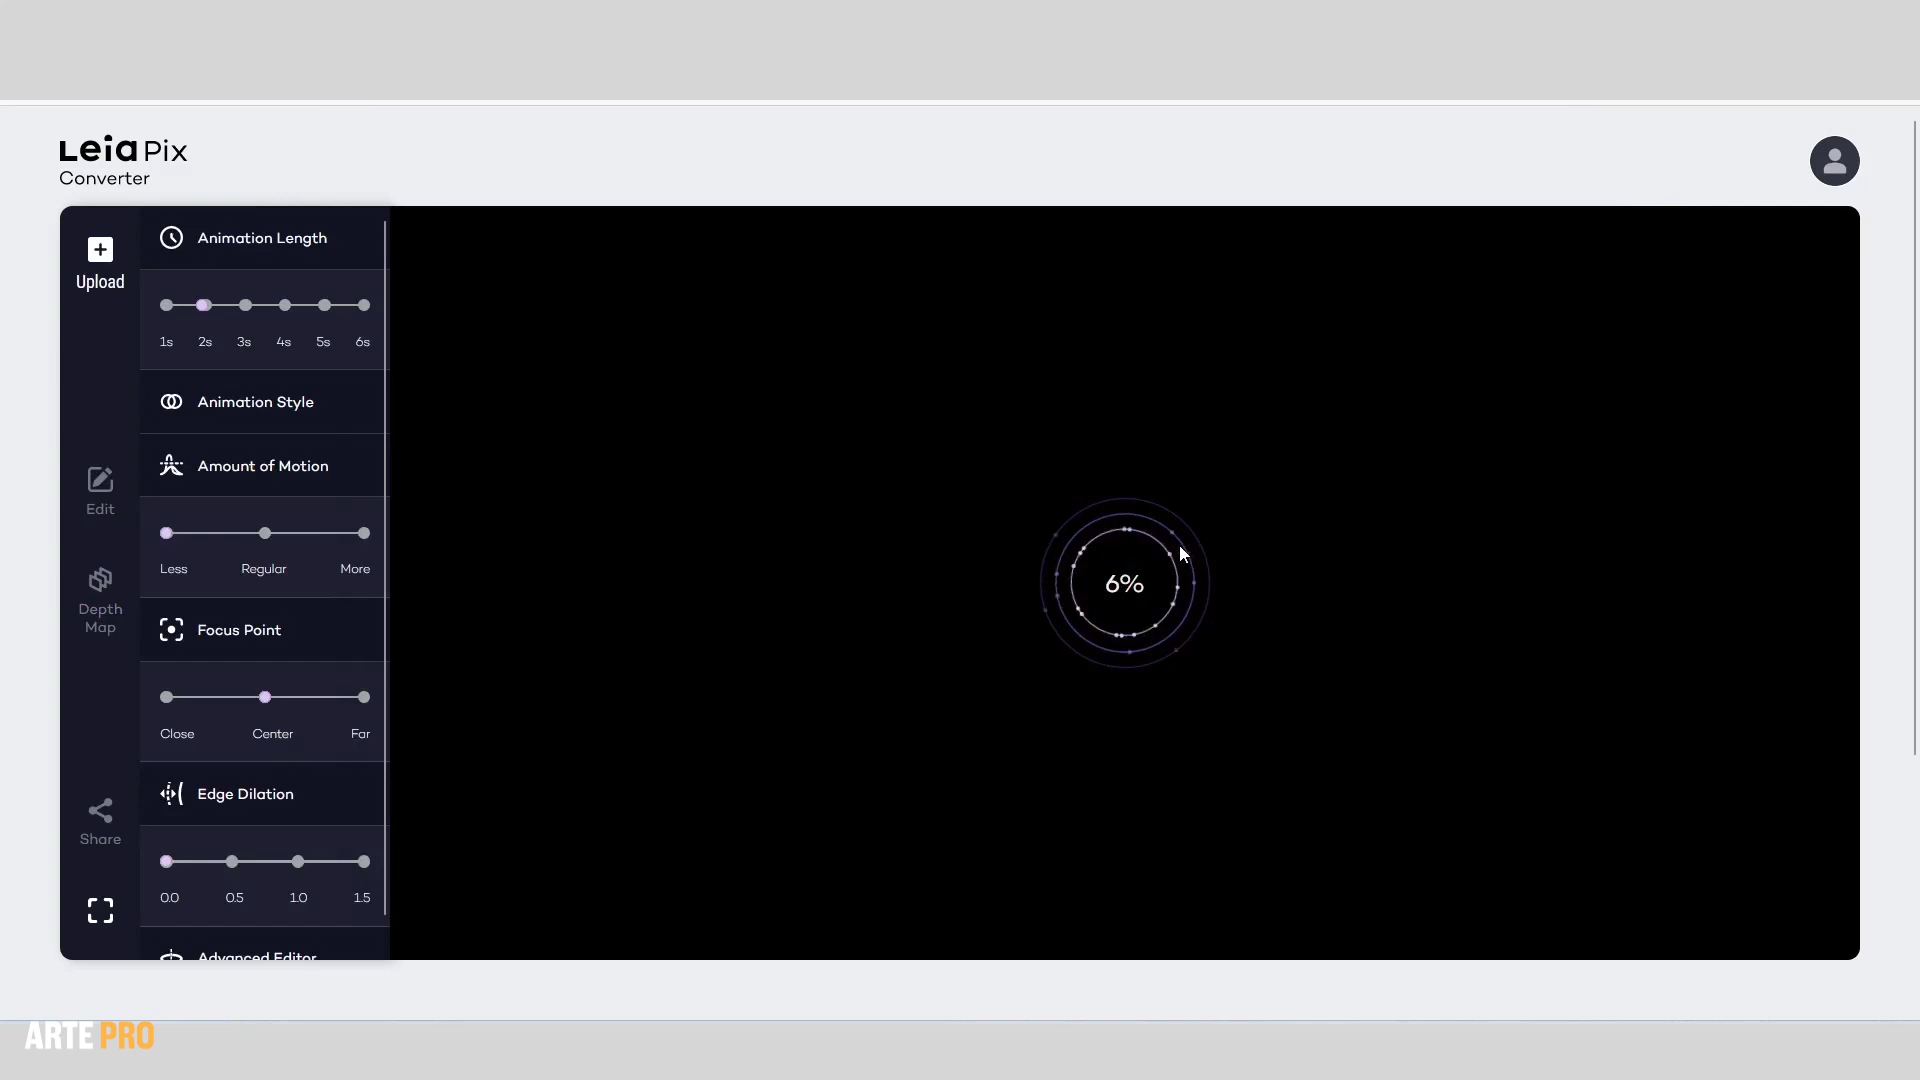 Leia Pix
Converter
Upload
Edit
Depth
Map
Share
Animation Length
1s 2s 3s 4s 5s 6s
Animation Style
Amount of Motion
Less Regular More
Focus Point
Close Center Far
Edge Dilation
0.0 0.5 1.0 1.5
Advanced Editor
6%
ARTE PRO